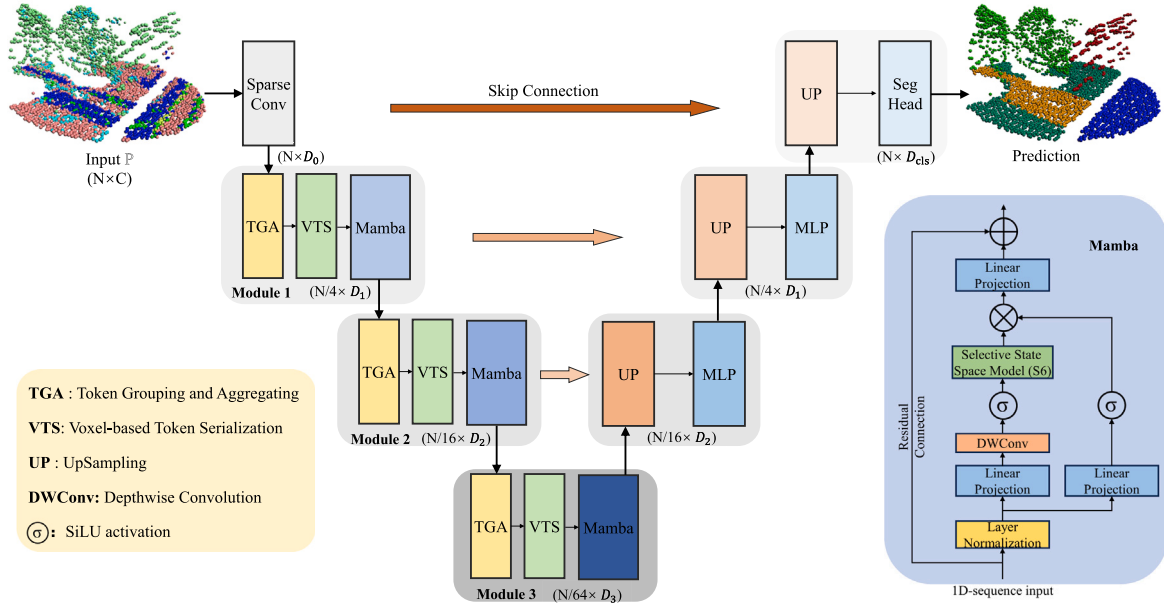 Input ℙ
(N×C)
Sparse
Conv
(N×D₀)
Skip Connection
UP
Seg
Head
(N× D_cls)
Prediction
TGA
VTS
Mamba
Module 1
(N/4× D₁)
UP
MLP
(N/4× D₁)
TGA
VTS
Mamba
Module 2
(N/16× D₂)
UP
MLP
(N/16× D₂)
TGA
VTS
Mamba
Module 3
(N/64× D₃)
TGA : Token Grouping and Aggregating
VTS: Voxel-based Token Serialization
UP : UpSampling
DWConv: Depthwise Convolution
σ : SiLU activation
Mamba
Linear
Projection
Selective State
Space Model (S6)
σ
σ
DWConv
Linear
Projection
Linear
Projection
Layer
Normalization
Residual
Connection
1D-sequence input